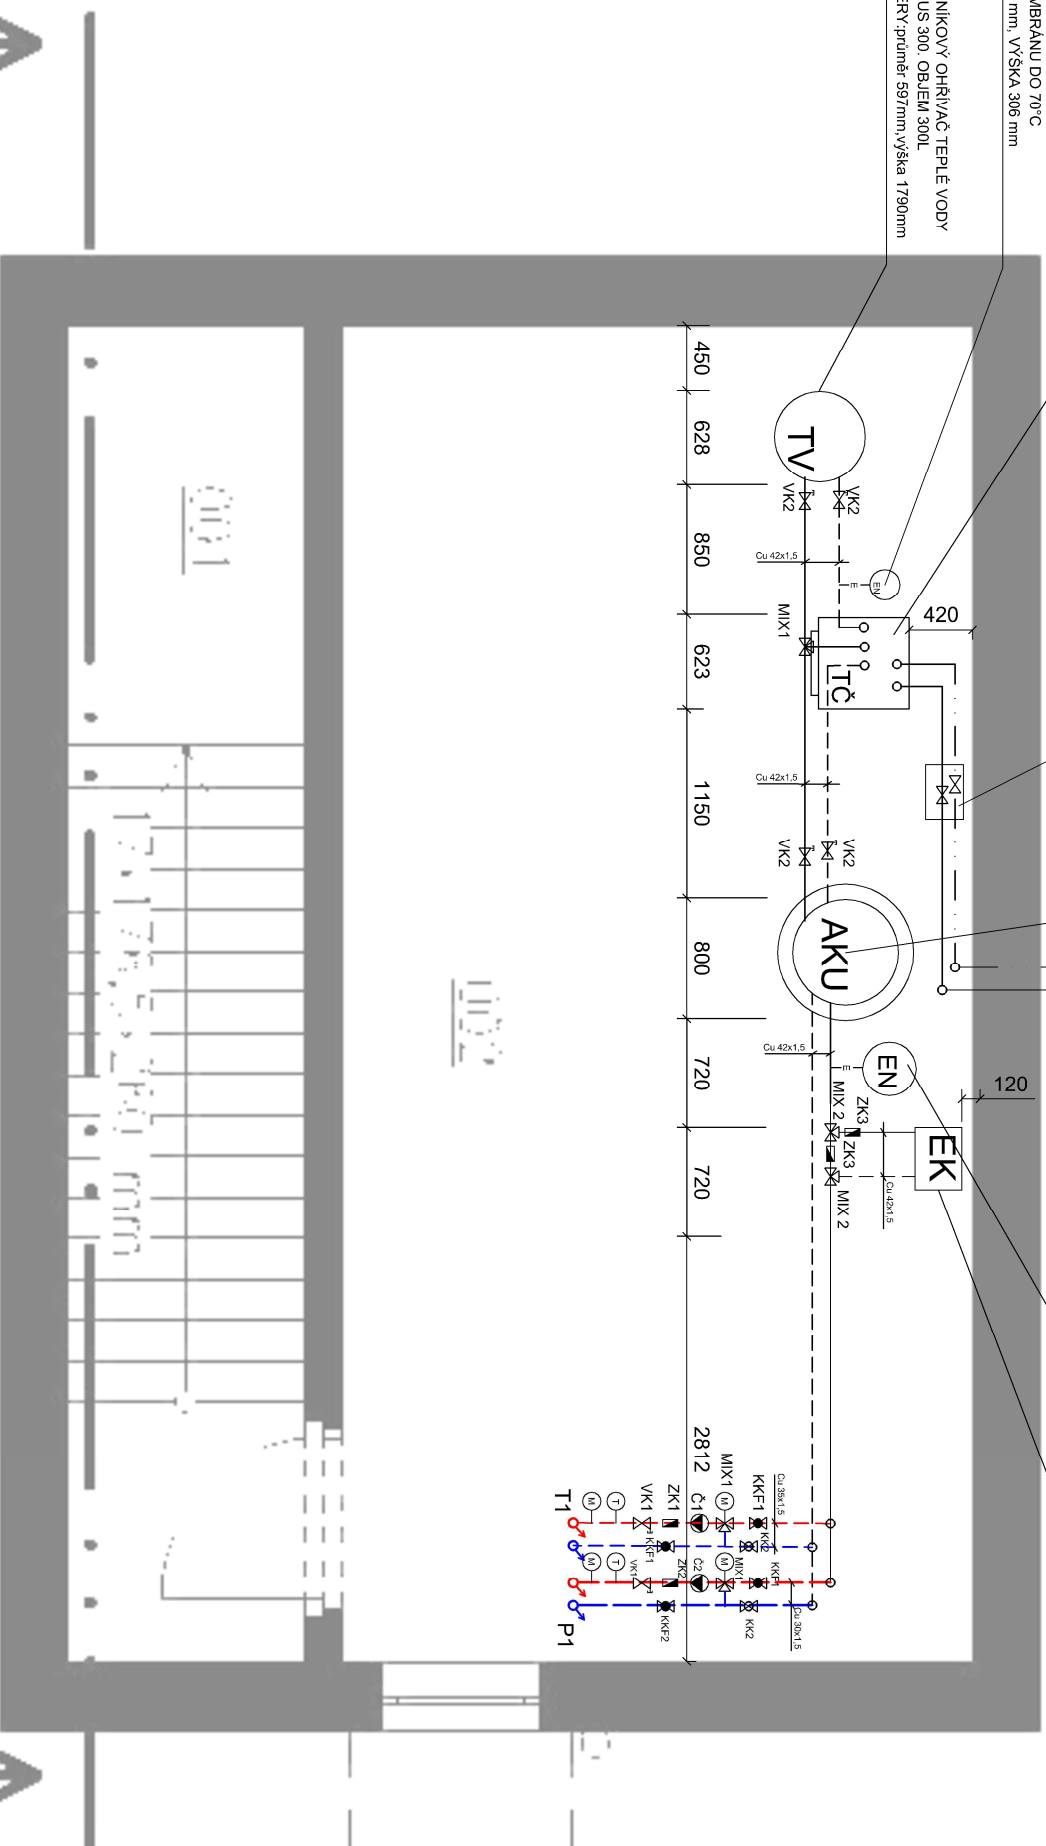 MBRÁNU DO 70°C
mm, VÝŠKA 306 mm
NÍKOVÝ OHŘÍVAČ TEPLÉ VODY
US 300. OBJEM 300L
ERY:průměr 597mm,výška 1790mm
450
628
850
623
1150
800
720
720
2812
420
120
TV
VK2
VK2
Cu 42x1,5
E
EN
MIX1
TČ
Cu 42x1,5
VK2
VK2
AKU
Cu 42x1,5
E
EN
MIX 2
ZK3
ZK3
MIX 2
EK
Cu 42x1,5
T1
M
T
VK1
ZK1
Č1
MIX1
M
KKF1
Cu 35x1,5
KKF1
KK2
M
T
VK1
ZK2
Č2
M
MIX1
KKF1
KKF2
KK2
Cu 30x1,5
P1